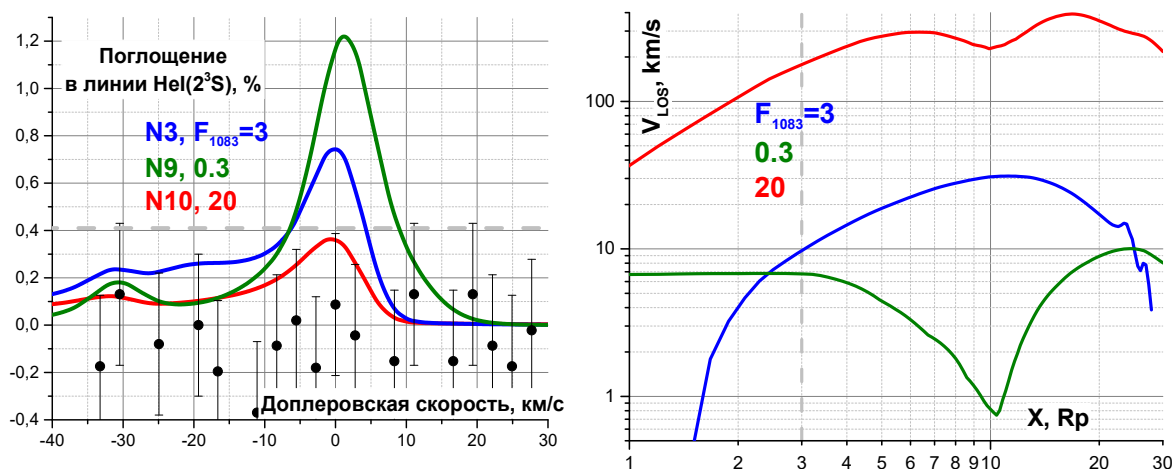 1,2
1,0
0,8
0,6
0,4
0,2
0,0
-0,2
-0,4
Поглощение
в линии HeI(2³S), %
N3, F₁₀₈₃=3
N9, 0.3
N10, 20
Доплеровская скорость, км/с
-40 -30 -20 -10 0 10 20 30
V_LOS, km/s
100
10
1
F₁₀₈₃=3
0.3
20
X, Rp
1 2 3 4 5 6 7 8 9 10 20 30